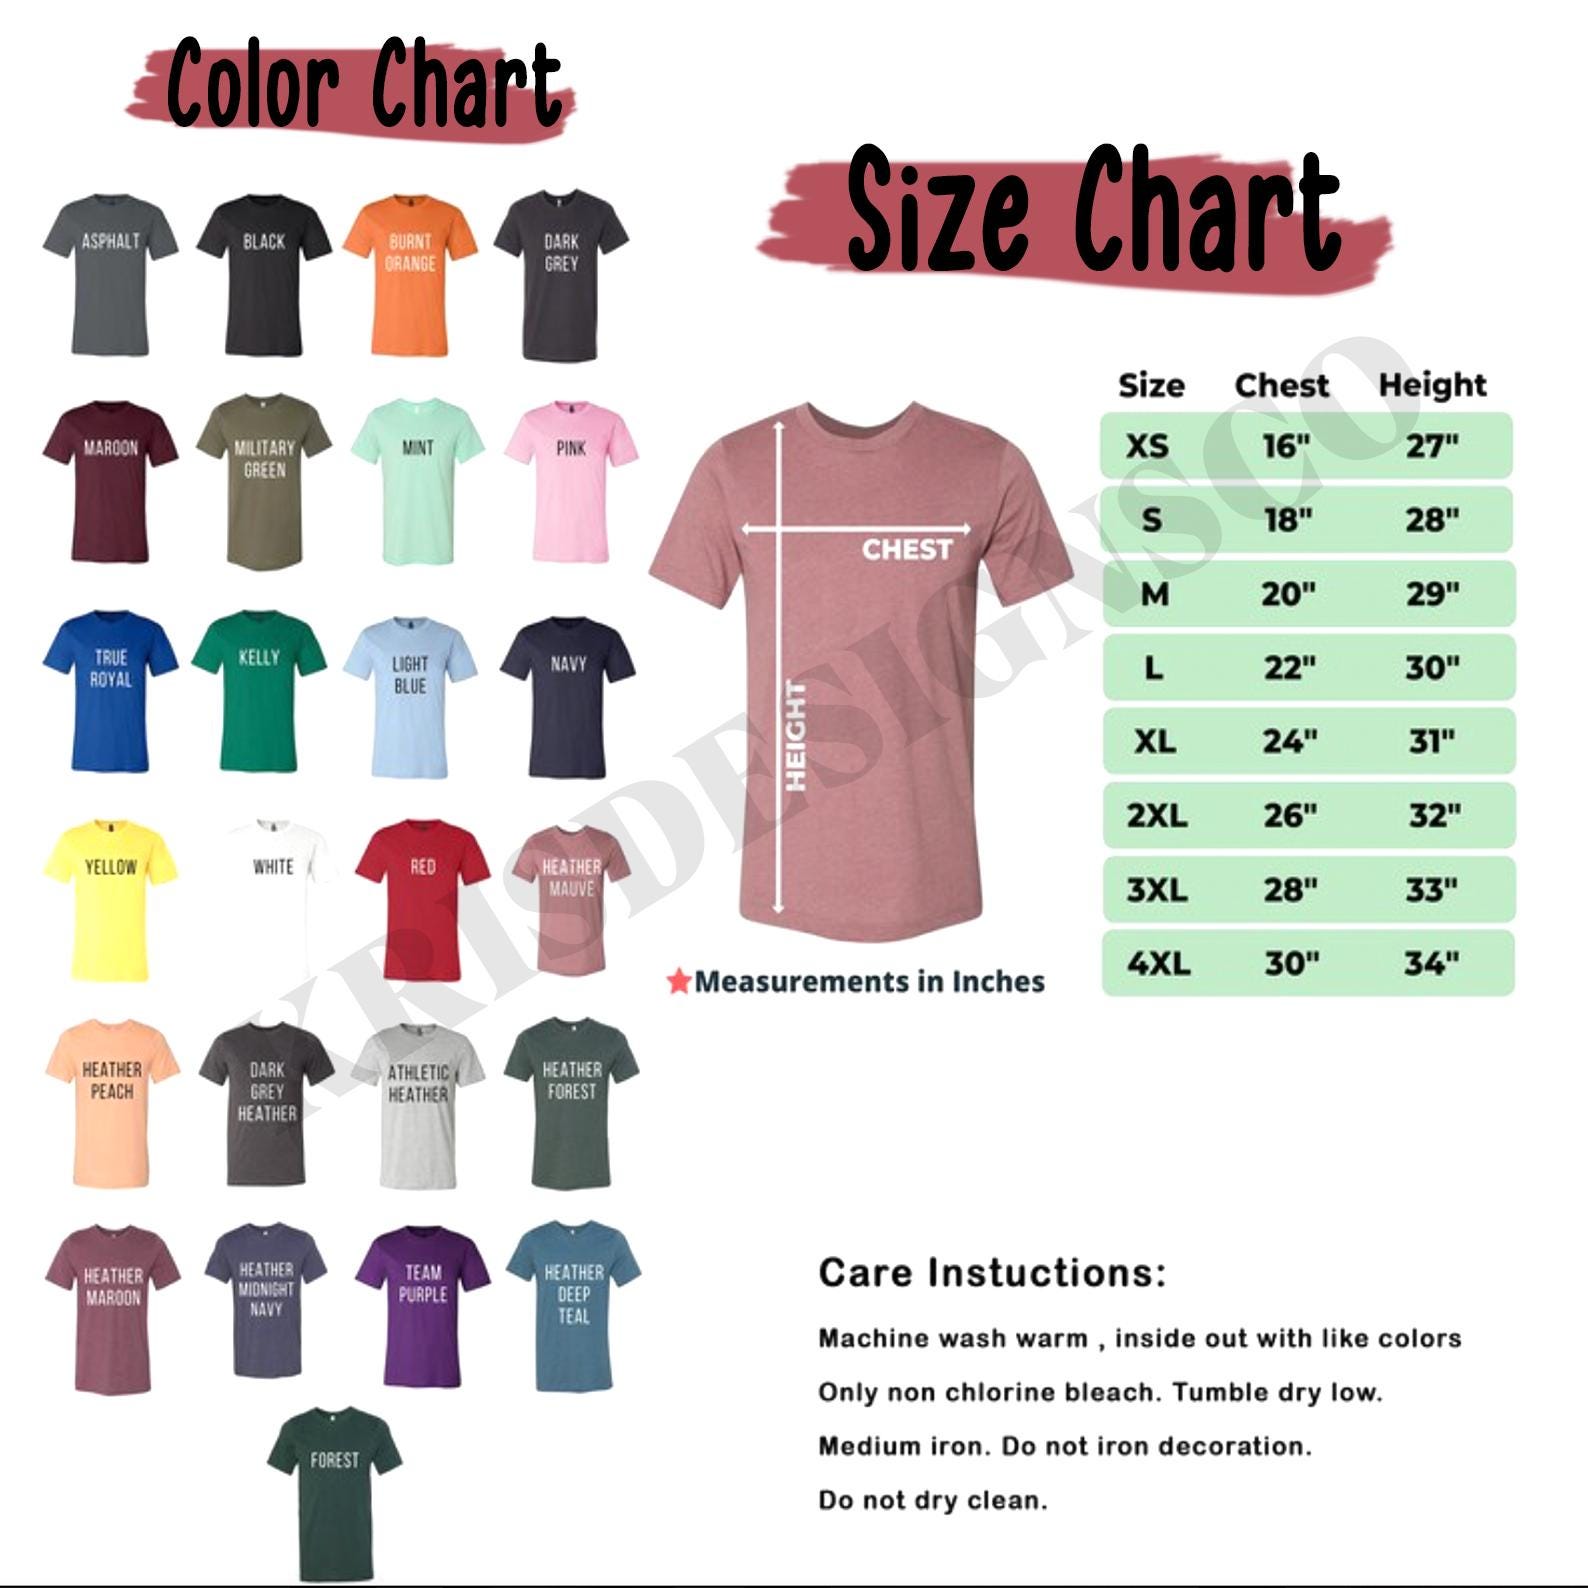 Color Chart
ASPHALT
BLACK
BURNT
ORANGE
DARK
GREY
MAROON
MILITARY
GREEN
MINT
PINK
TRUE
ROYAL
KELLY
LIGHT
BLUE
NAVY
YELLOW
WHITE
RED
HEATHER
MAUVE
HEATHER
PEACH
DARK
GREY
HEATHER
ATHLETIC
HEATHER
HEATHER
FOREST
HEATHER
MAROON
HEATHER
MIDNIGHT
NAVY
TEAM
PURPLE
HEATHER
DEEP
TEAL
FOREST
Size Chart
CHEST
HEIGHT
★Measurements in Inches
Size Chest Height
XS 16" 27"
S 18" 28"
M 20" 29"
L 22" 30"
XL 24" 31"
2XL 26" 32"
3XL 28" 33"
4XL 30" 34"
KRISDESIGNSCO
Care Instuctions:
Machine wash warm , inside out with like colors
Only non chlorine bleach. Tumble dry low.
Medium iron. Do not iron decoration.
Do not dry clean.